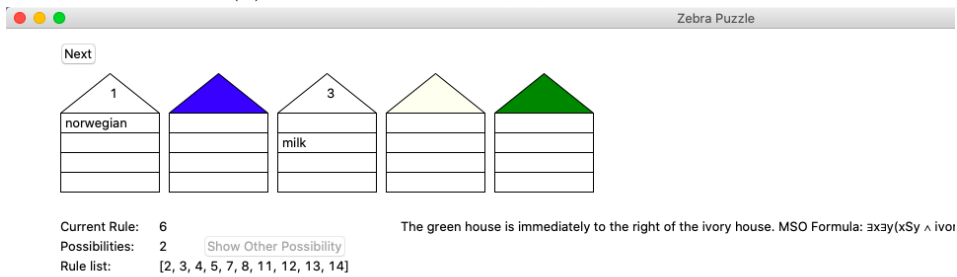 Zebra Puzzle
Next
1 3
norwegian
milk
Current Rule: 6 The green house is immediately to the right of the ivory house. MSO Formula: ∃x∃y(xSy ∧ ivor
Possibilities: 2 Show Other Possibility
Rule list: [2, 3, 4, 5, 7, 8, 11, 12, 13, 14]